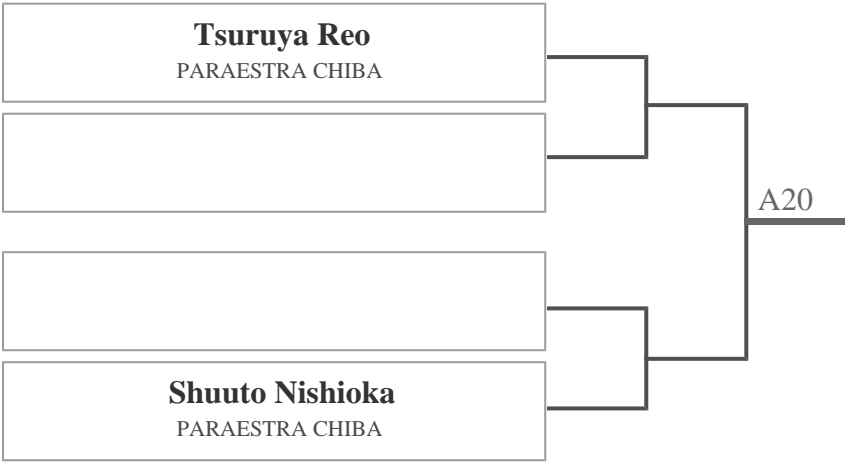 Tsuruya Reo
PARAESTRA CHIBA
A20
Shuuto Nishioka
PARAESTRA CHIBA